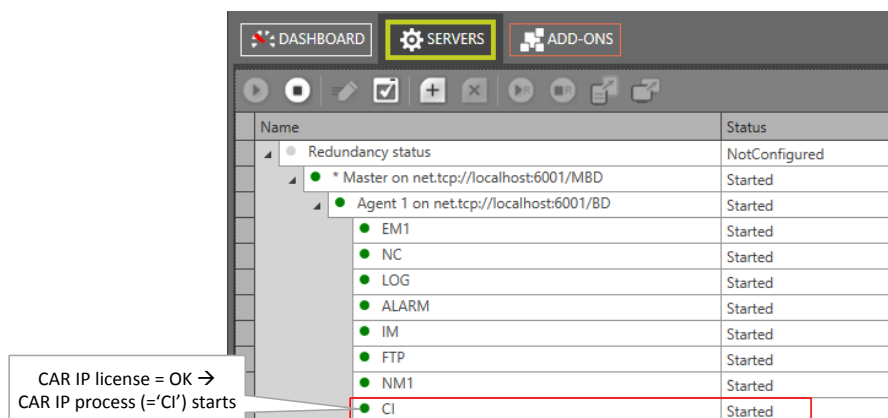 DASHBOARD SERVERS ADD-ONS
Name Status
Redundancy status NotConfigured
* Master on net.tcp://localhost:6001/MBD Started
Agent 1 on net.tcp://localhost:6001/BD Started
EM1 Started
NC Started
LOG Started
ALARM Started
IM Started
FTP Started
NM1 Started
CI Started
CAR IP license = OK →
CAR IP process (=‘CI’) starts